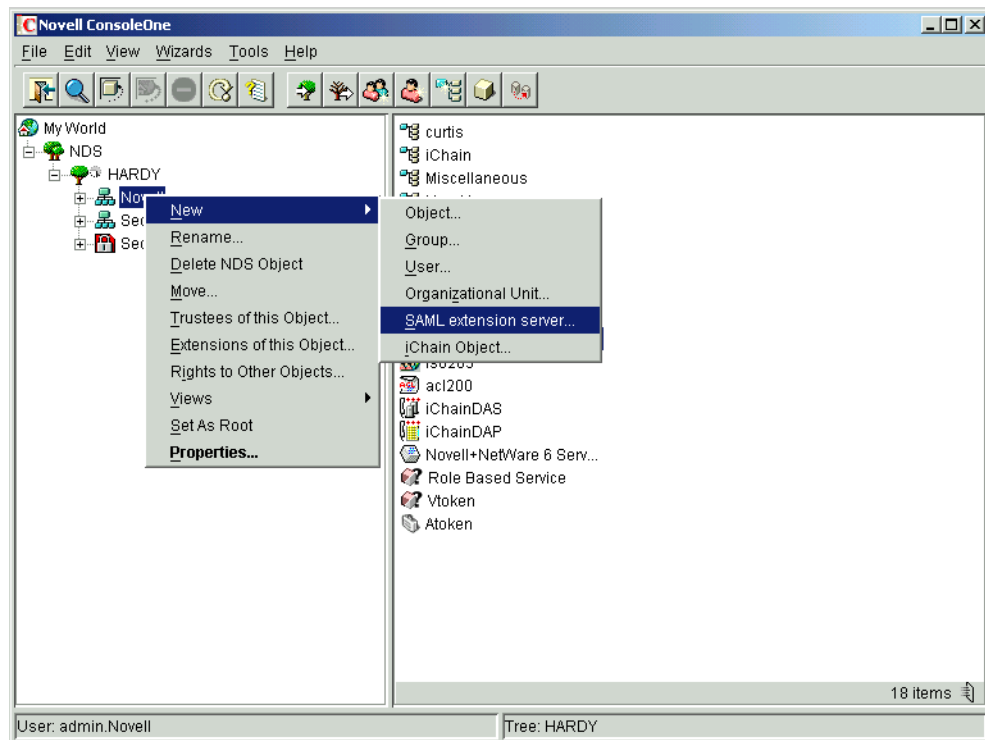 Novell ConsoleOne
File Edit View Wizards Tools Help
My World
NDS
HARDY
New
Rename...
Delete NDS Object
Move...
Trustees of this Object...
Extensions of this Object...
Rights to Other Objects...
Views
Set As Root
Properties...
Object...
Group...
User...
Organizational Unit...
SAML extension server...
iChain Object...
curtis
iChain
Miscellaneous
acl200
iChainDAS
iChainDAP
Novell+NetWare 6 Serv...
Role Based Service
Vtoken
Atoken
18 items
User: admin.Novell
Tree: HARDY